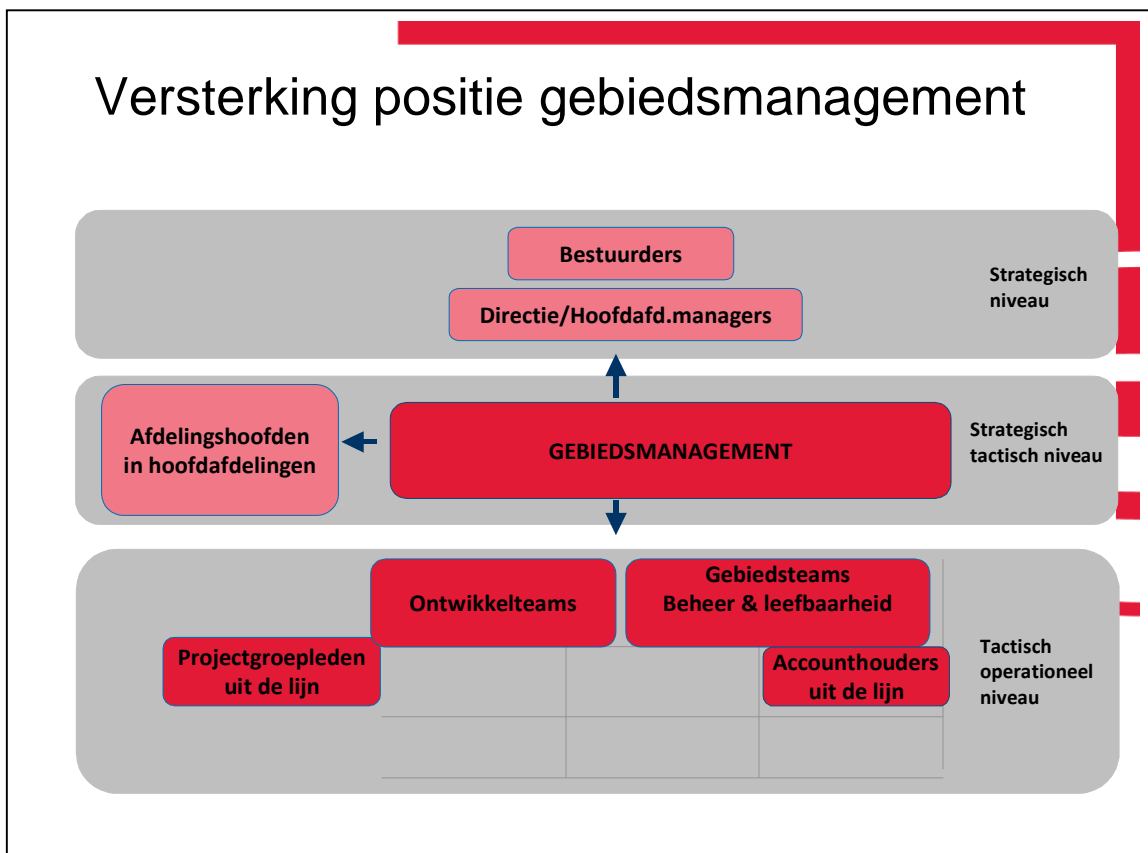 Versterking positie gebiedsmanagement
Bestuurders
Directie/Hoofdafd.managers
Strategisch
niveau
Afdelingshoofden
in hoofdafdelingen
GEBIEDSMANAGEMENT
Strategisch
tactisch niveau
Ontwikkelteams
Gebiedsteams
Beheer & leefbaarheid
Projectgroepleden
uit de lijn
Accounthouders
uit de lijn
Tactisch
operationeel
niveau